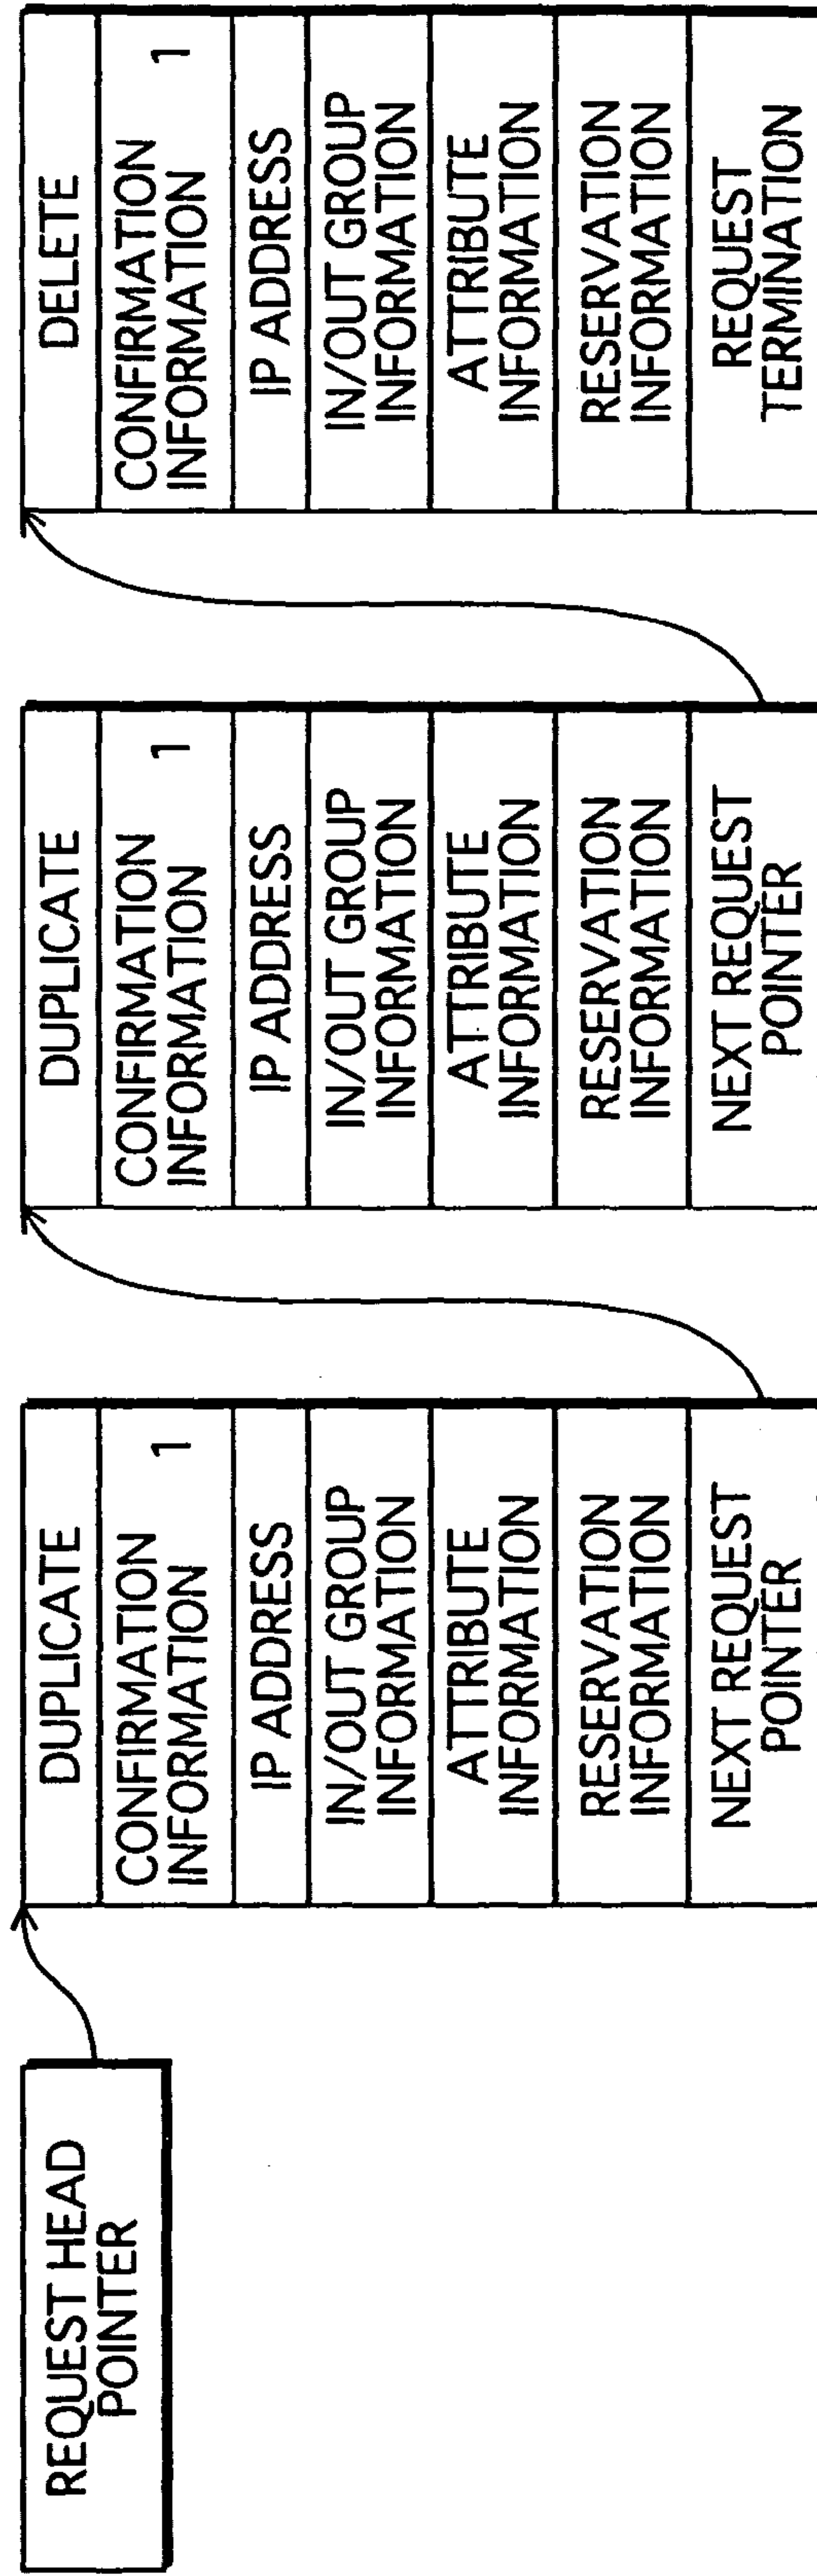 REQUEST HEAD
POINTER
DUPLICATE
CONFIRMATION
INFORMATION 1
IP ADDRESS
IN/OUT GROUP
INFORMATION
ATTRIBUTE
INFORMATION
RESERVATION
INFORMATION
NEXT REQUEST
POINTER
DUPLICATE
CONFIRMATION
INFORMATION 1
IP ADDRESS
IN/OUT GROUP
INFORMATION
ATTRIBUTE
INFORMATION
RESERVATION
INFORMATION
NEXT REQUEST
POINTER
DELETE
CONFIRMATION
INFORMATION 1
IP ADDRESS
IN/OUT GROUP
INFORMATION
ATTRIBUTE
INFORMATION
RESERVATION
INFORMATION
REQUEST
TERMINATION